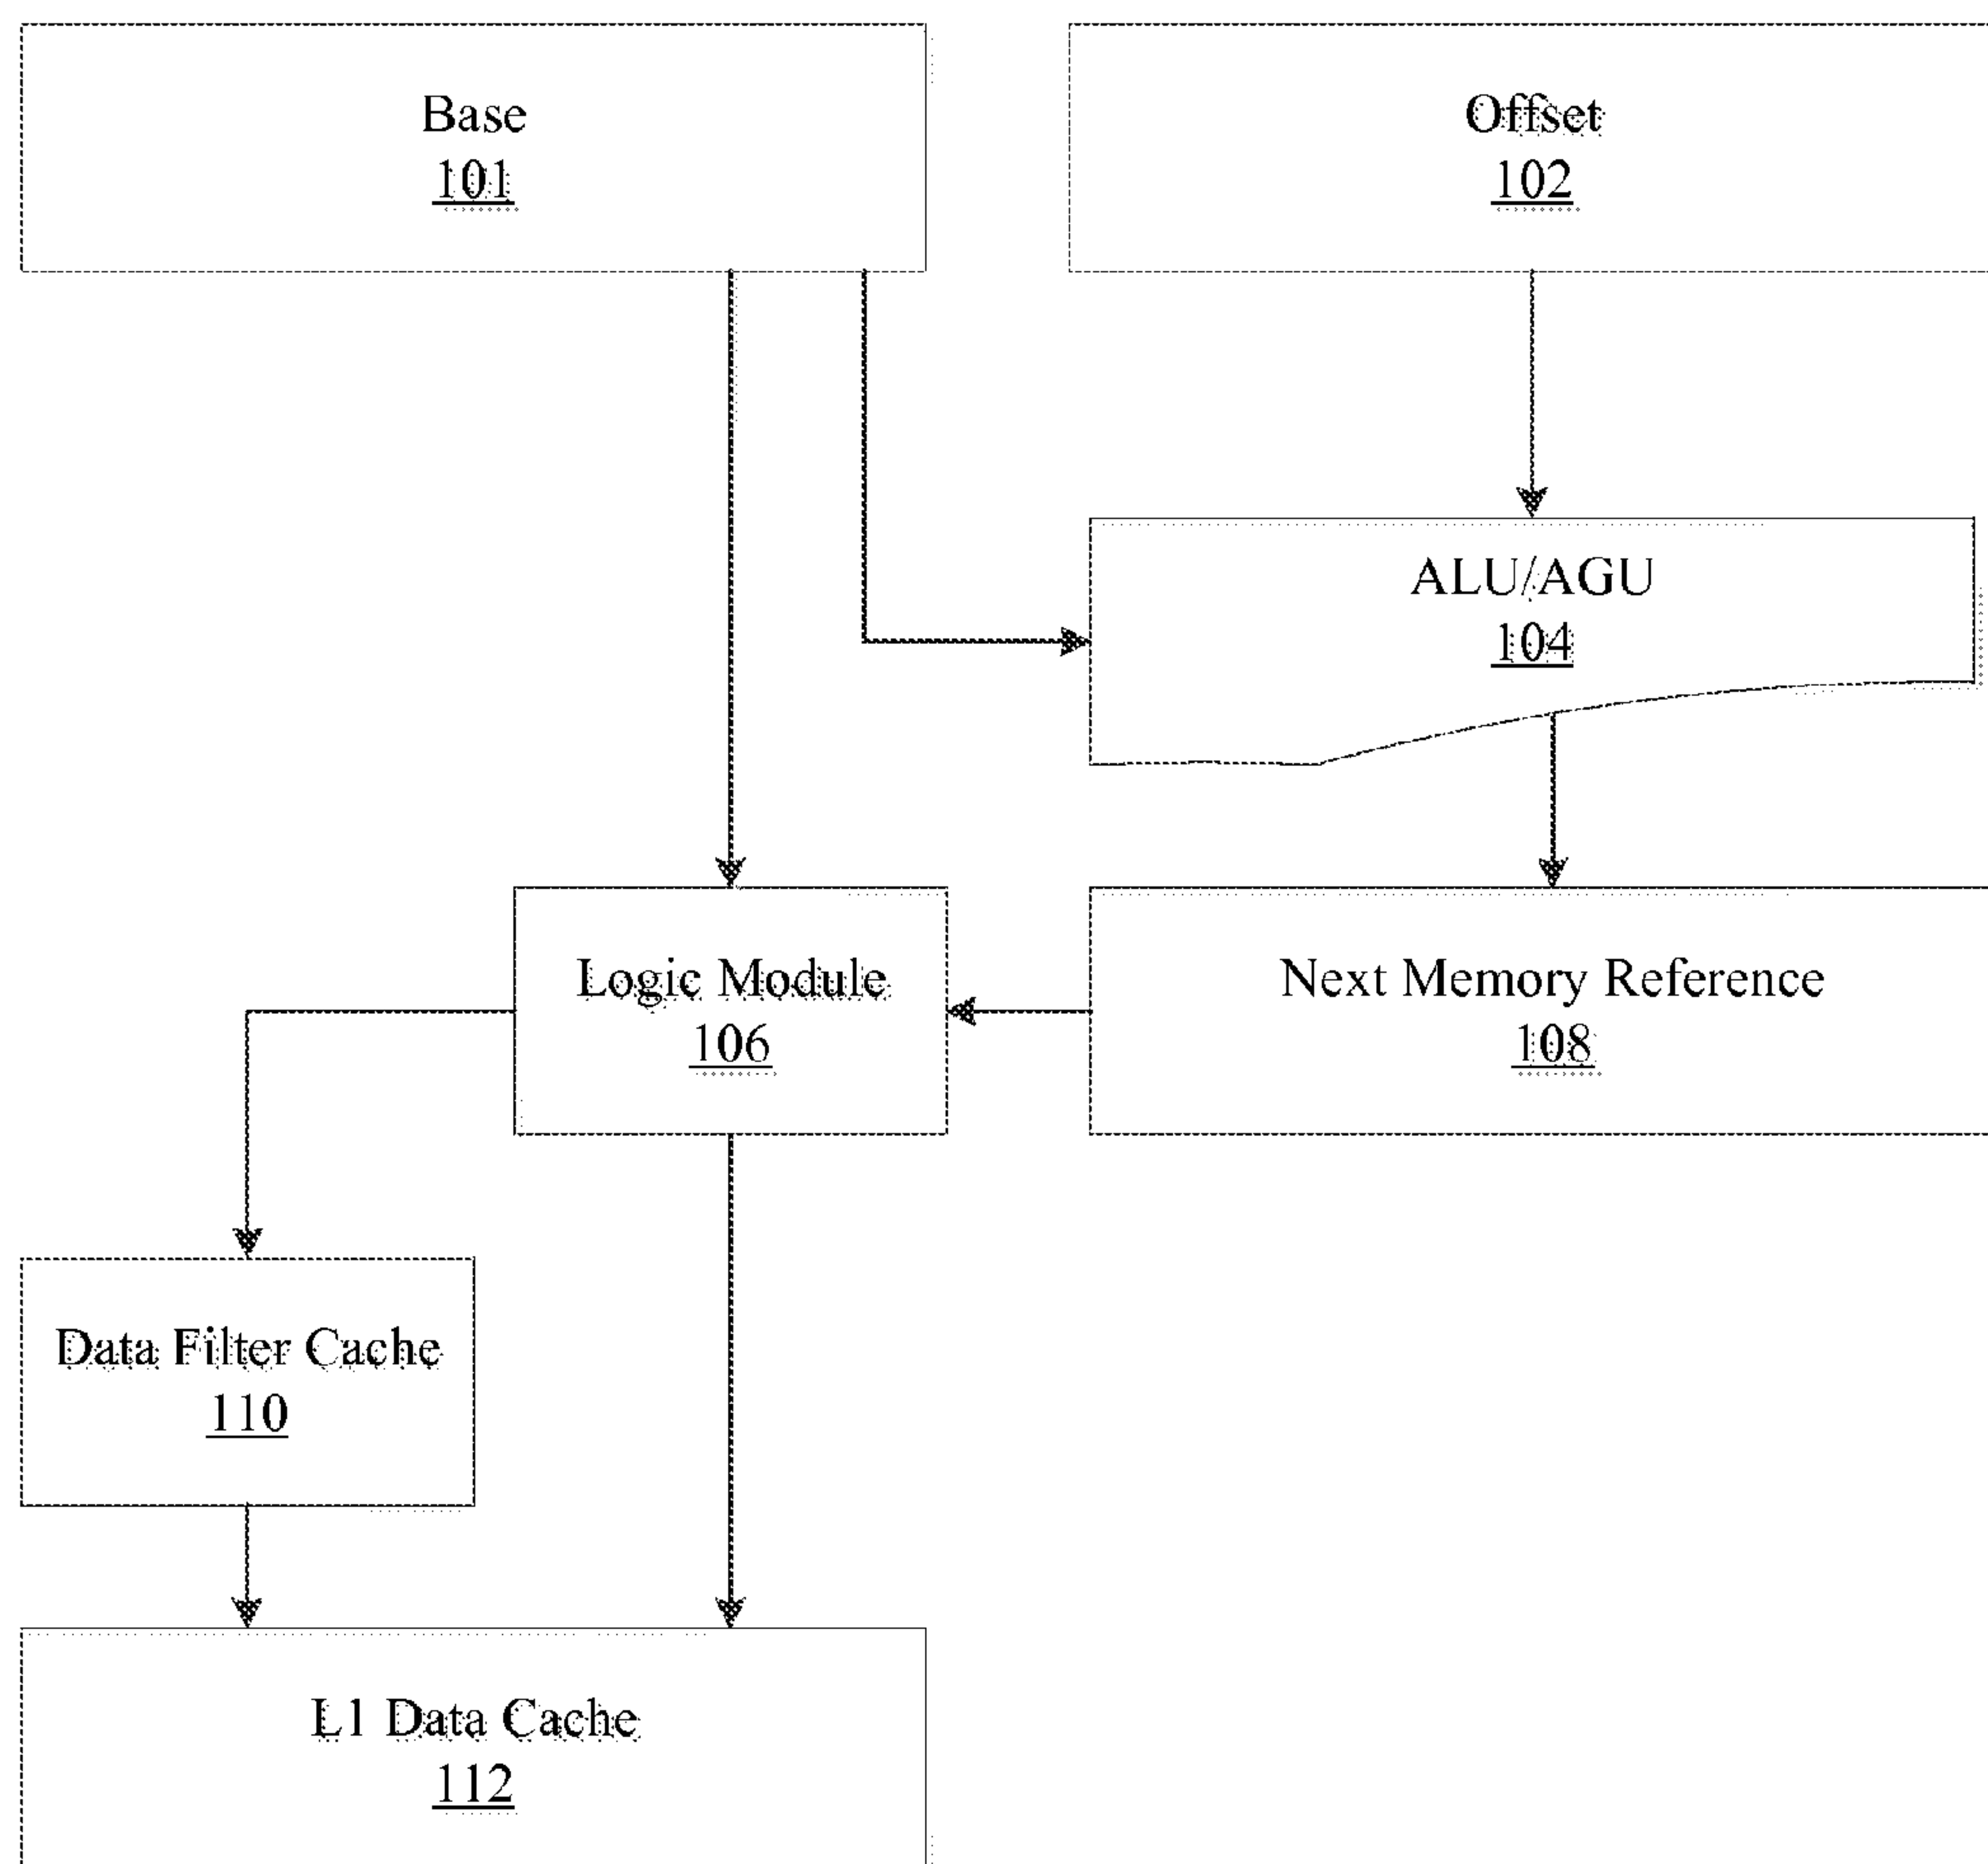 Base
101
Offset
102
ALU/AGU
104
Logic Module
106
Next Memory Reference
108
Data Filter Cache
110
L1 Data Cache
112